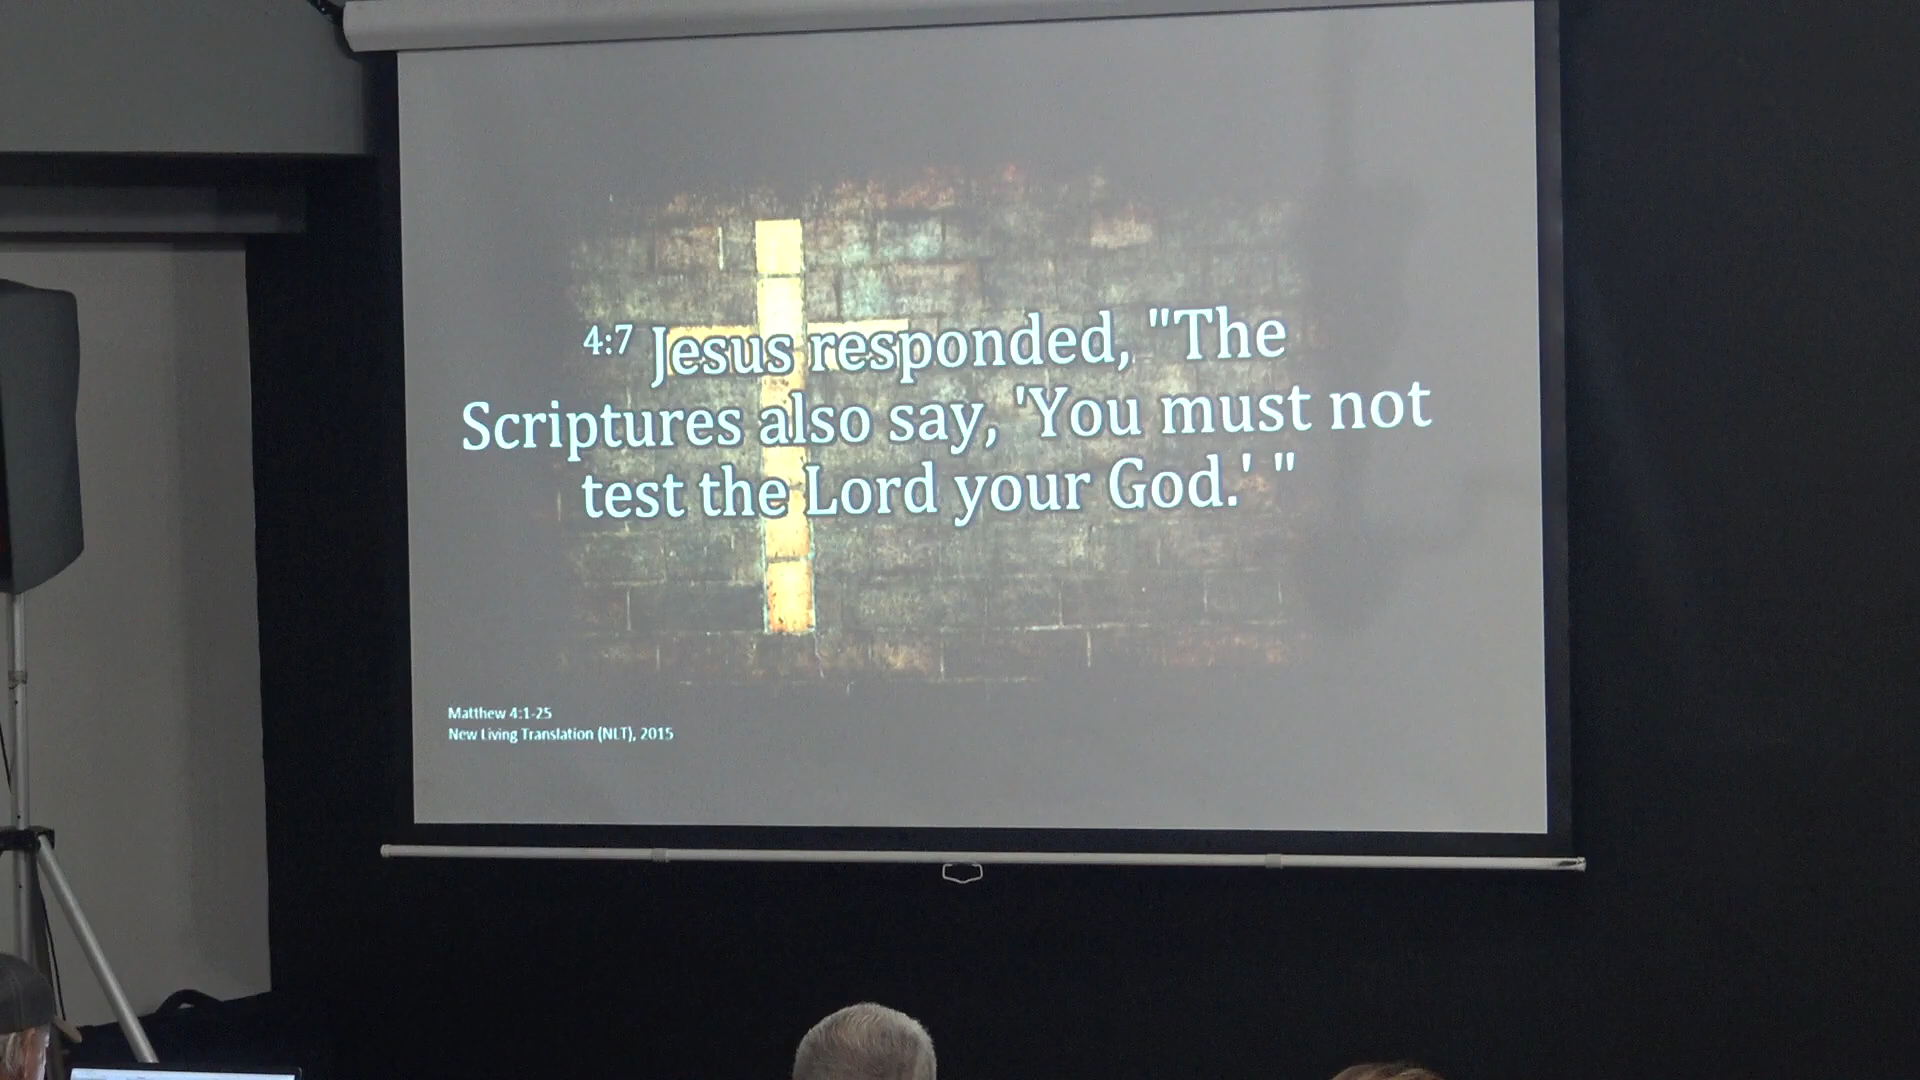 4:7 Jesus responded, "The
Scriptures also say, 'You must not
test the Lord your God.' "
Matthew 4:1-25
New Living Translation (NLT), 2015